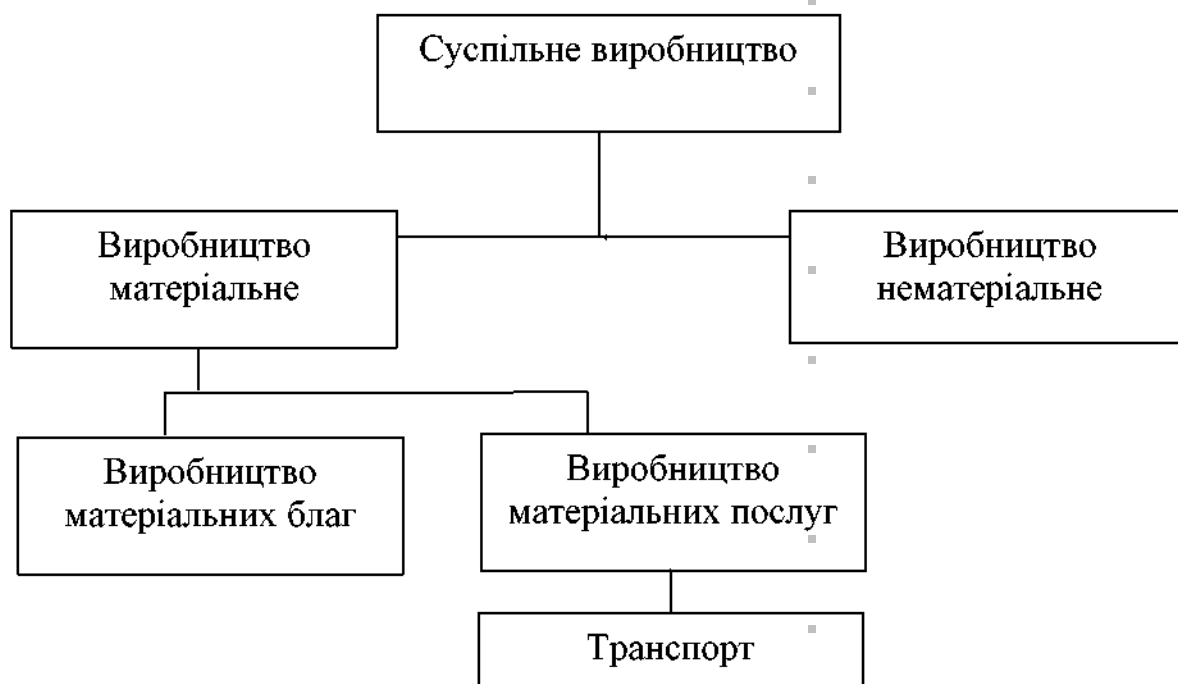 Суспільне виробництво
Виробництво
матеріальне
Виробництво
нематеріальне
Виробництво
матеріальних благ
Виробництво
матеріальних послуг
Транспорт